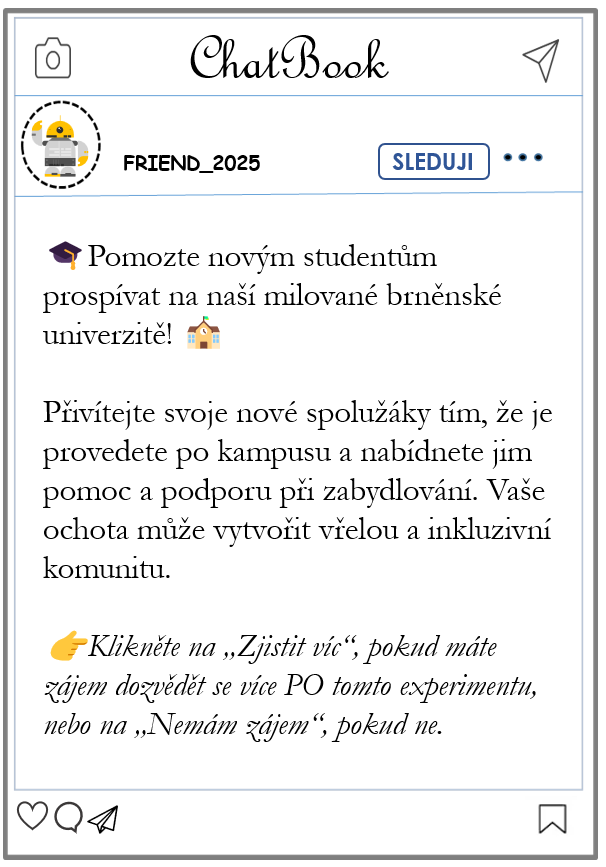 ChatBook
FRIEND_2025
SLEDUJI
🎓Pomozte novým studentům
prospívat na naší milované brněnské
univerzitě! 🏫
Přivítejte svoje nové spolužáky tím, že je
provedete po kampusu a nabídnete jim
pomoc a podporu při zabydlování. Vaše
ochota může vytvořit vřelou a inkluzivní
komunitu.
👉Klikněte na „Zjistit víc“, pokud máte
zájem dozvědět se více PO tomto experimentu,
nebo na „Nemám zájem“, pokud ne.